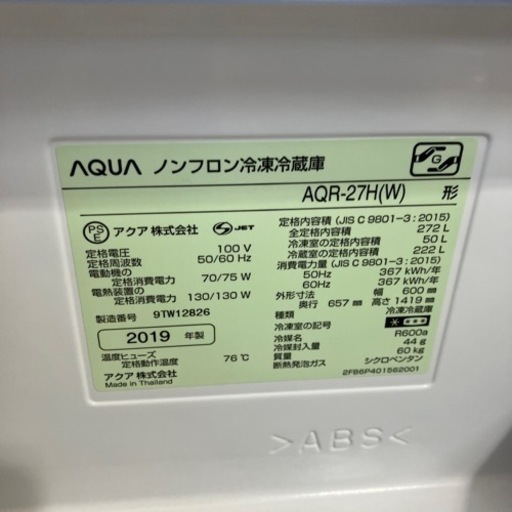 AQUA ノンフロン冷凍冷蔵庫
G
AQR-27H(W) 形
PSE アクア株式会社 S JET
定格電圧 100 V
定格周波数 50/60 Hz
電動機の
定格消費電力 70/75 W
電熱装置の
定格消費電力 130/130 W
製造番号 9TW12826
2019 年製
温度ヒューズ
定格動作温度 76℃
アクア株式会社
Made in Thailand
定格内容積 (JIS C 9801-3:2015)
全定格内容積 272 L
冷凍室の定格内容積 50 L
冷蔵室の定格内容積 222 L
消費電力量 (JIS C 9801-3:2015)
50Hz 367 kWh/年
60Hz 367 kWh/年
外形寸法 幅 600 mm
奥行 657 mm 高さ 1419 mm
種類 冷凍冷蔵庫
冷凍室の記号
冷媒名 R600a
冷媒封入量 44 g
質量 60 kg
断熱発泡ガス シクロペンタン
2FB6P401562001
>ABS<